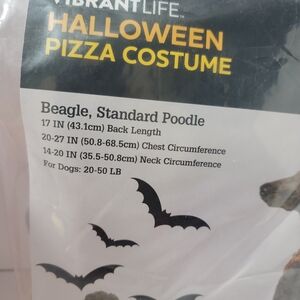 VIBRANTLIFE
HALLOWEEN
PIZZA COSTUME
Beagle, Standard Poodle
17 IN (43.1cm) Back Length
20-27 IN (50.8-68.5cm) Chest Circumference
14-20 IN (35.5-50.8cm) Neck Circumference
For Dogs: 20-50 LB